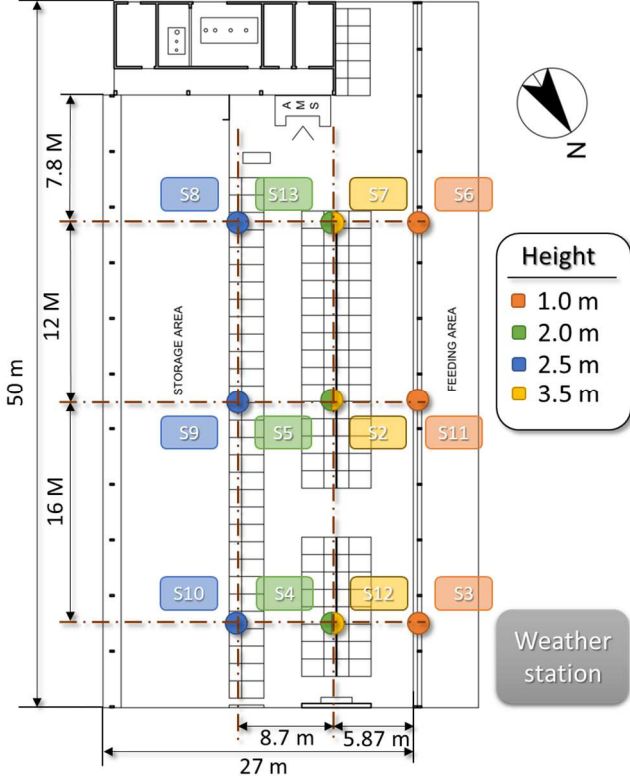 A M S
7.8 M
S8
S13
S7
S6
N
12 M
STORAGE AREA
FEEDING AREA
Height
1.0 m
2.0 m
2.5 m
3.5 m
50 m
S9
S5
S2
S11
16 M
S10
S4
S12
S3
Weather
station
8.7 m
5.87 m
27 m